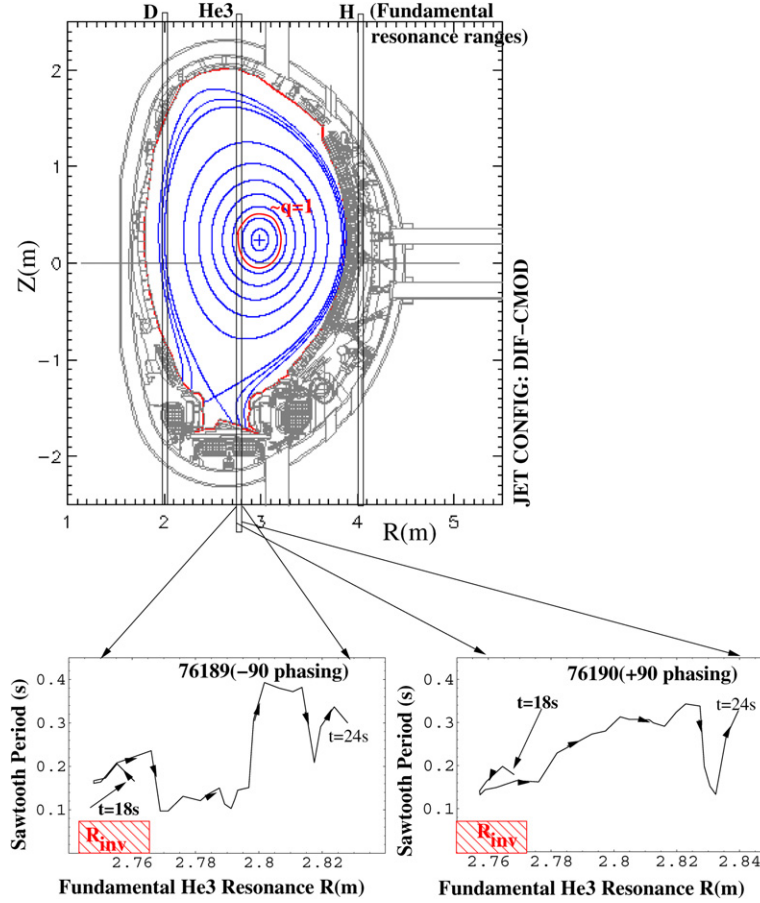 D He3 H (Fundamental
resonance ranges)
2
1
0
-1
-2
Z(m)
~q=1
1 2 3 4 5
R(m)
JET CONFIG: DIF-CMOD
76189(-90 phasing)
0.4
0.3
0.2
0.1
Sawtooth Period (s)
t=24s
t=18s
Rinv
2.76 2.78 2.8 2.82
Fundamental He3 Resonance R(m)
76190(+90 phasing)
0.4
0.3
0.2
0.1
Sawtooth Period (s)
t=18s
t=24s
Rinv
2.76 2.78 2.8 2.82 2.84
Fundamental He3 Resonance R(m)